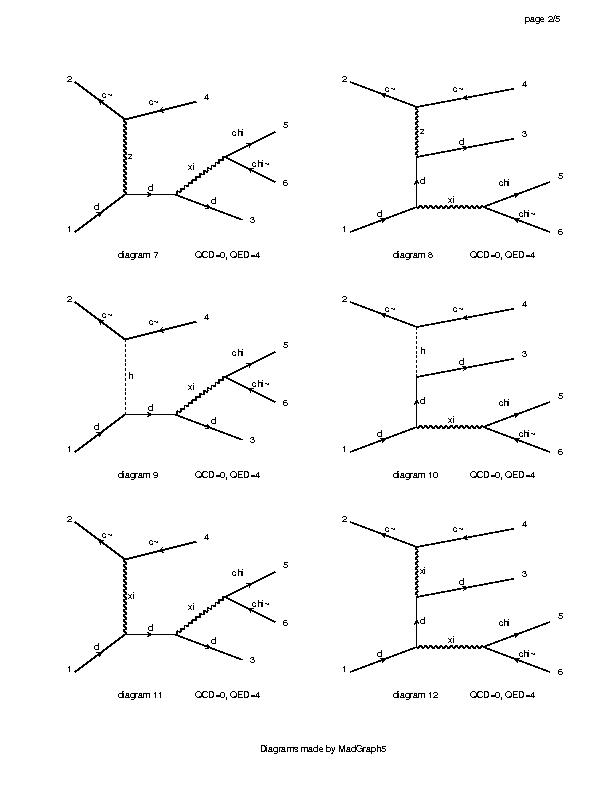 page 2/5
2
c~
c~
4
z
chi
5
xi
chi~
6
d
d
d
3
1
diagram 7 QCD=0, QED=4
2
c~
c~
4
z
d
3
d
chi
5
xi
d
chi~
6
1
diagram 8 QCD=0, QED=4
2
c~
c~
4
h
chi
5
xi
chi~
6
d
d
d
3
1
diagram 9 QCD=0, QED=4
2
c~
c~
4
h
d
3
d
chi
5
xi
d
chi~
6
1
diagram 10 QCD=0, QED=4
2
c~
c~
4
xi
chi
5
xi
chi~
6
d
d
d
3
1
diagram 11 QCD=0, QED=4
2
c~
c~
4
xi
d
3
d
chi
5
xi
d
chi~
6
1
diagram 12 QCD=0, QED=4
Diagrams made by MadGraph5